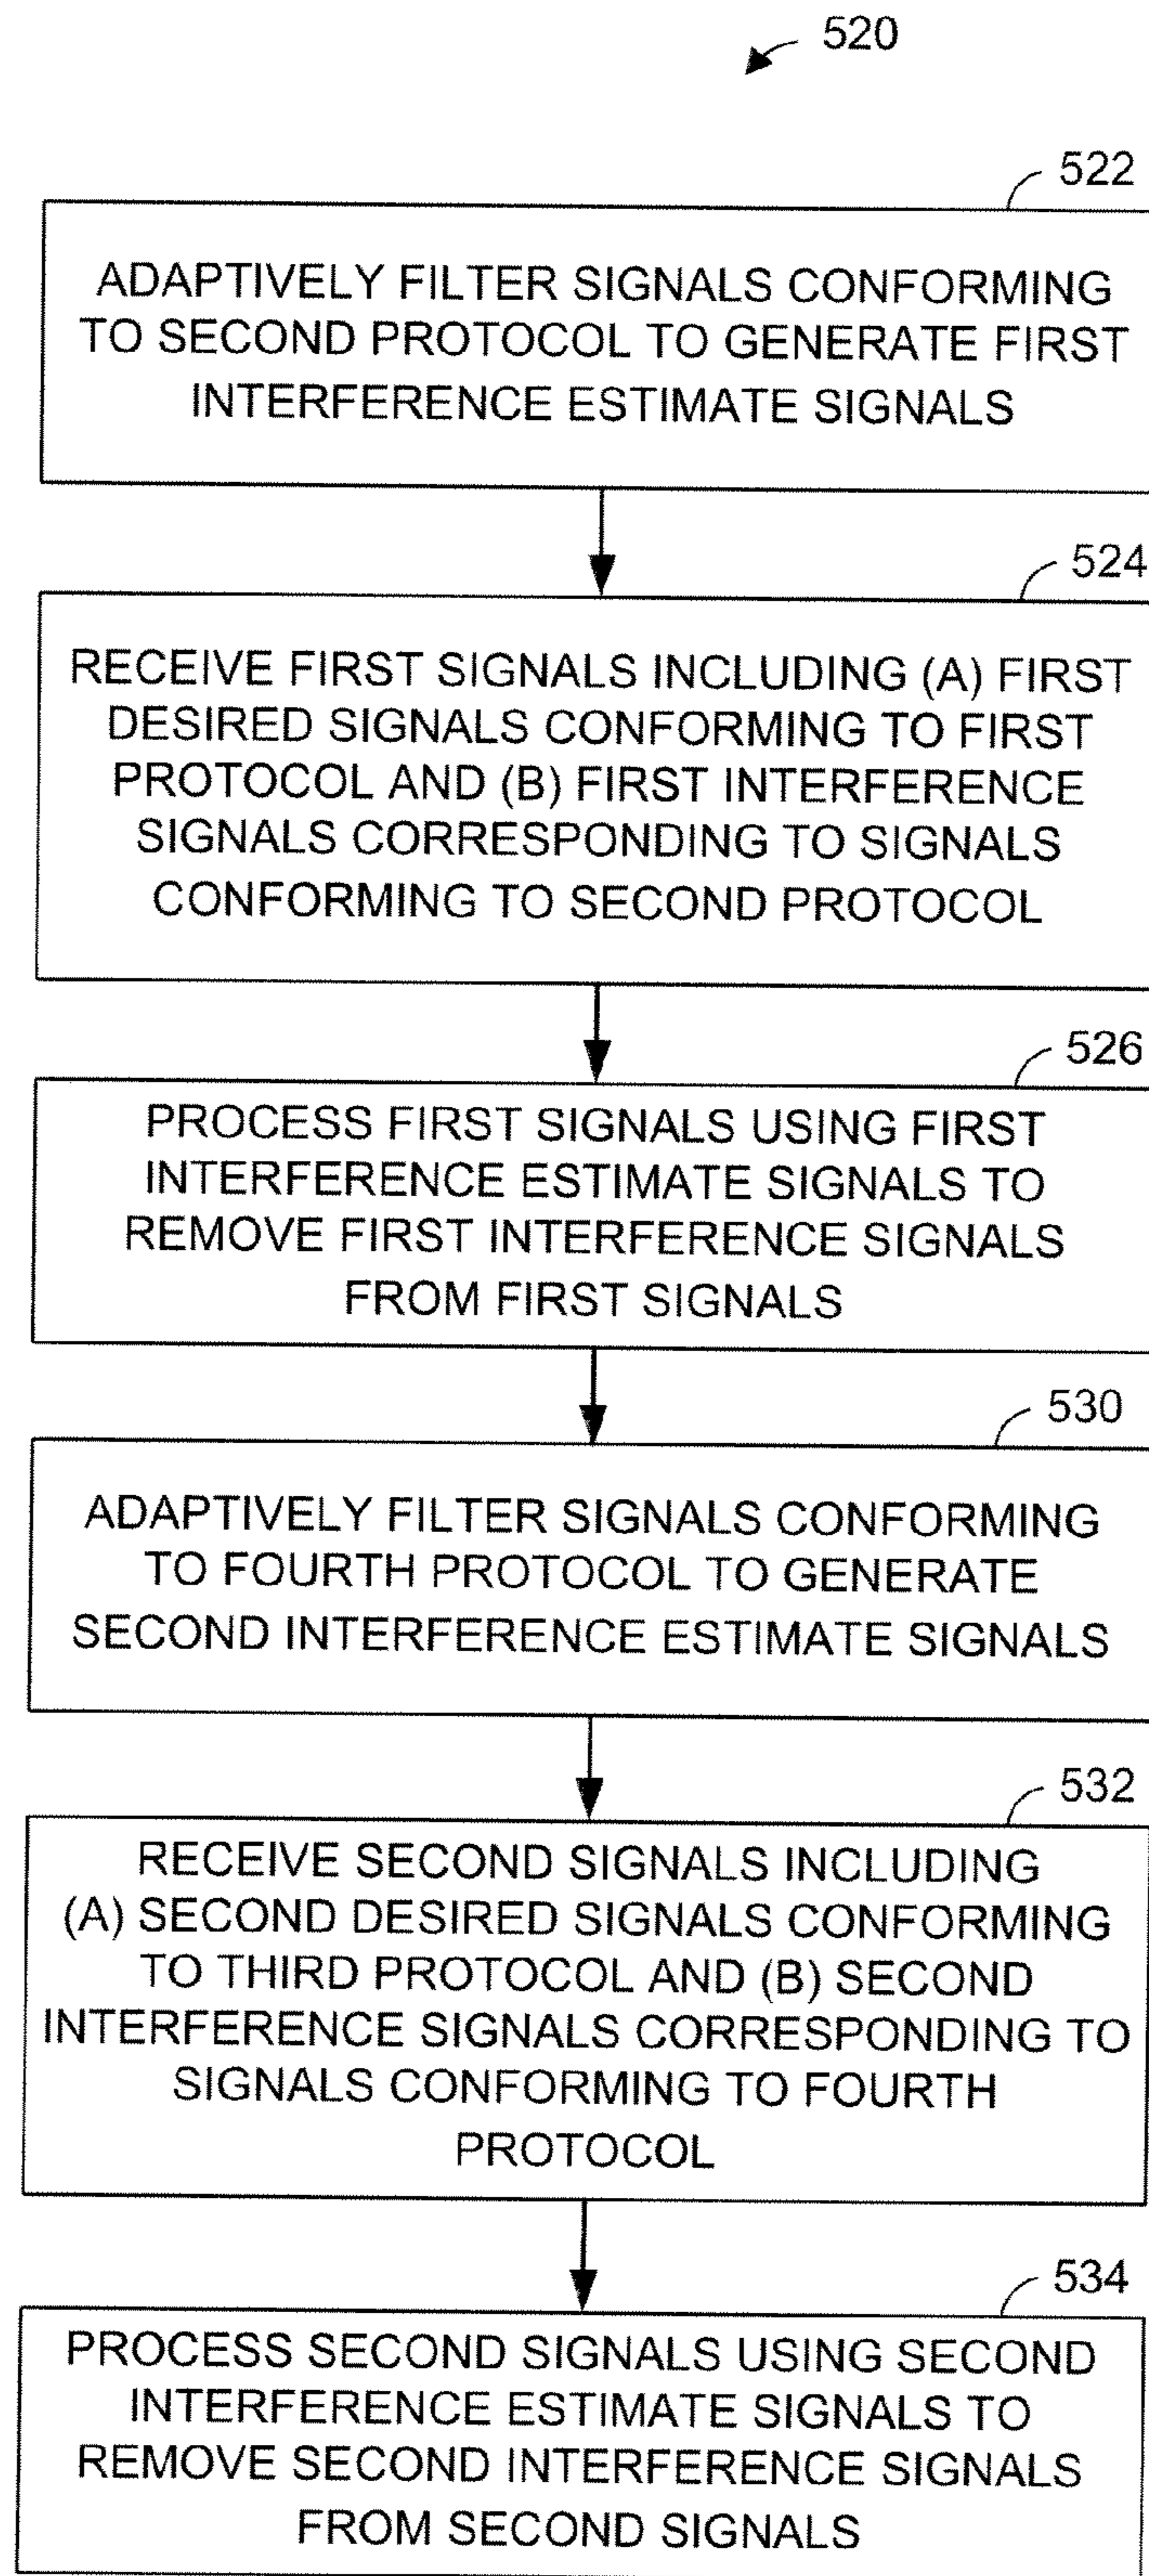 520
522
ADAPTIVELY FILTER SIGNALS CONFORMING
TO SECOND PROTOCOL TO GENERATE FIRST
INTERFERENCE ESTIMATE SIGNALS
524
RECEIVE FIRST SIGNALS INCLUDING (A) FIRST
DESIRED SIGNALS CONFORMING TO FIRST
PROTOCOL AND (B) FIRST INTERFERENCE
SIGNALS CORRESPONDING TO SIGNALS
CONFORMING TO SECOND PROTOCOL
526
PROCESS FIRST SIGNALS USING FIRST
INTERFERENCE ESTIMATE SIGNALS TO
REMOVE FIRST INTERFERENCE SIGNALS
FROM FIRST SIGNALS
530
ADAPTIVELY FILTER SIGNALS CONFORMING
TO FOURTH PROTOCOL TO GENERATE
SECOND INTERFERENCE ESTIMATE SIGNALS
532
RECEIVE SECOND SIGNALS INCLUDING
(A) SECOND DESIRED SIGNALS CONFORMING
TO THIRD PROTOCOL AND (B) SECOND
INTERFERENCE SIGNALS CORRESPONDING TO
SIGNALS CONFORMING TO FOURTH
PROTOCOL
534
PROCESS SECOND SIGNALS USING SECOND
INTERFERENCE ESTIMATE SIGNALS TO
REMOVE SECOND INTERFERENCE SIGNALS
FROM SECOND SIGNALS